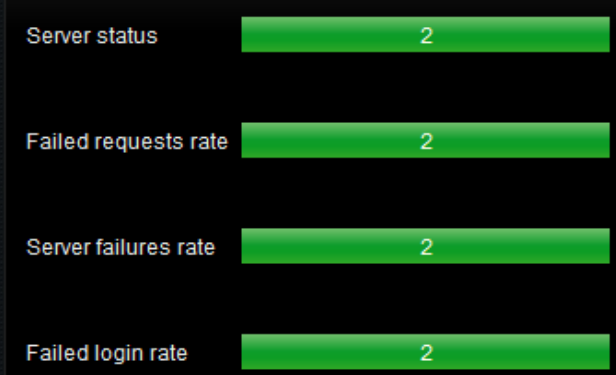 Server status 2
Failed requests rate 2
Server failures rate 2
Failed login rate 2